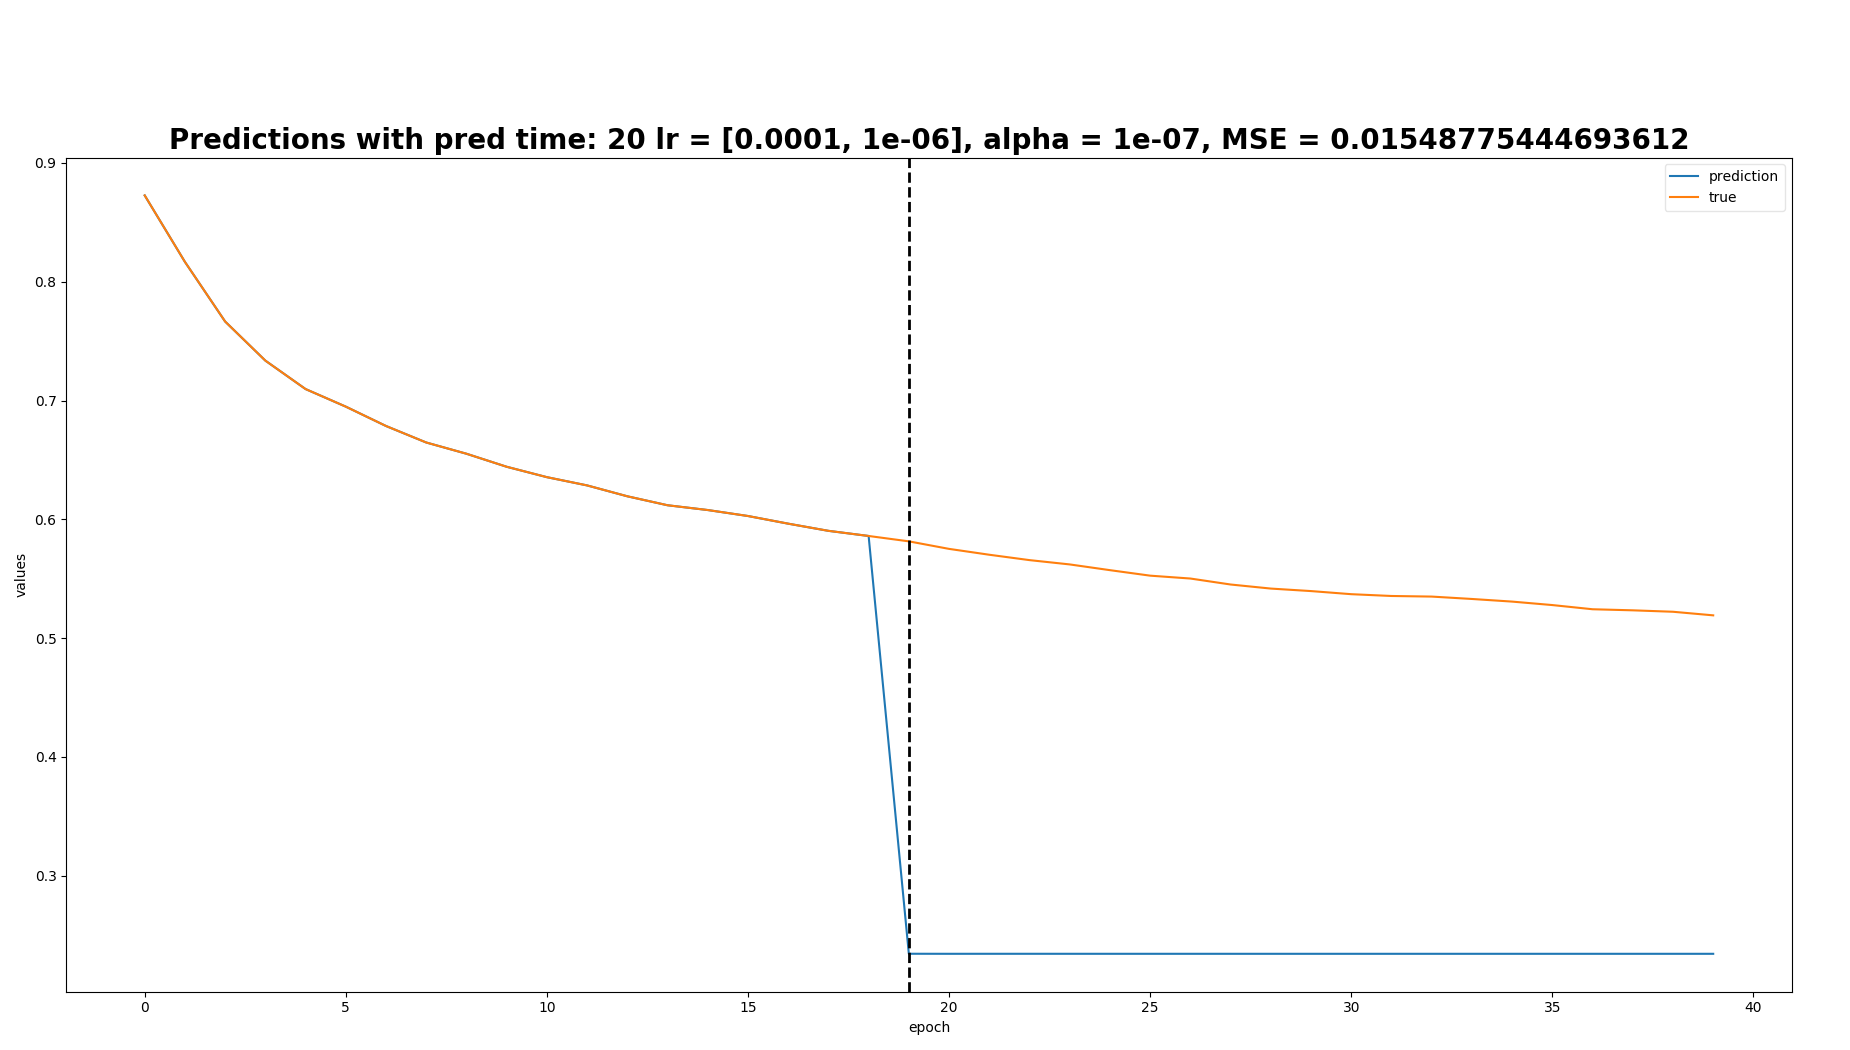 Predictions with pred time: 20 lr = [0.0001, 1e-06], alpha = 1e-07, MSE = 0.01548775444693612
prediction
true
0.9
0.8
0.7
0.6
0.5
0.4
0.3
values
0 5 10 15 20 25 30 35 40
epoch